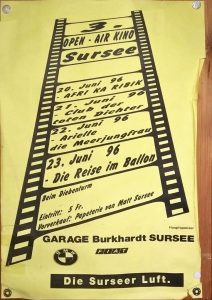 3.
OPEN - AIR KINO
Sursee
20. Juni 96
- AFRI KA RIBIK
21. Juni 96
- Club der
toten Dichter
22. Juni 96
- Arielle
die Meerjungfrau
23. Juni 96
- Die Reise im Ballon
Beim Diebenturm
Eintritt: 5 Fr.
Vorverkauf: Papeterie von Matt Sursee
Hauptsponsor
GARAGE Burkhardt SURSEE
FIAT
Die Surseer Luft.